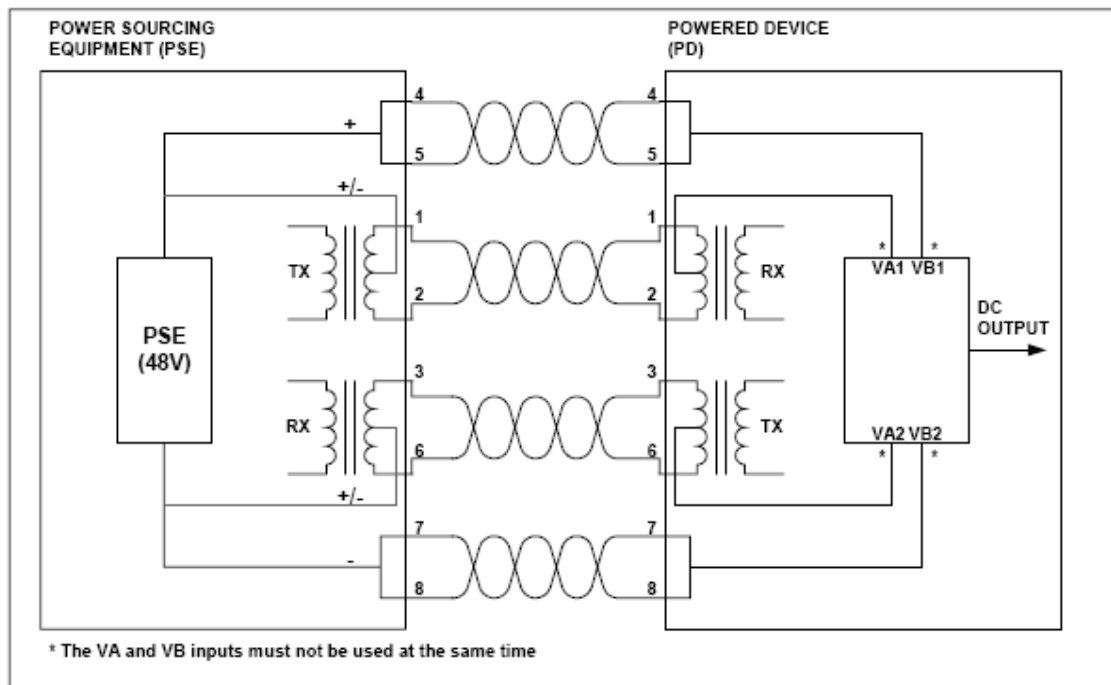 POWER SOURCING
EQUIPMENT (PSE)
POWERED DEVICE
(PD)
4
4
+
5
5
+/-
1
1
TX
RX
* *
VA1 VB1
2
2
DC
OUTPUT
PSE
(48V)
3
3
RX
TX
VA2 VB2
* *
6
6
+/-
7
7
-
8
8
* The VA and VB inputs must not be used at the same time